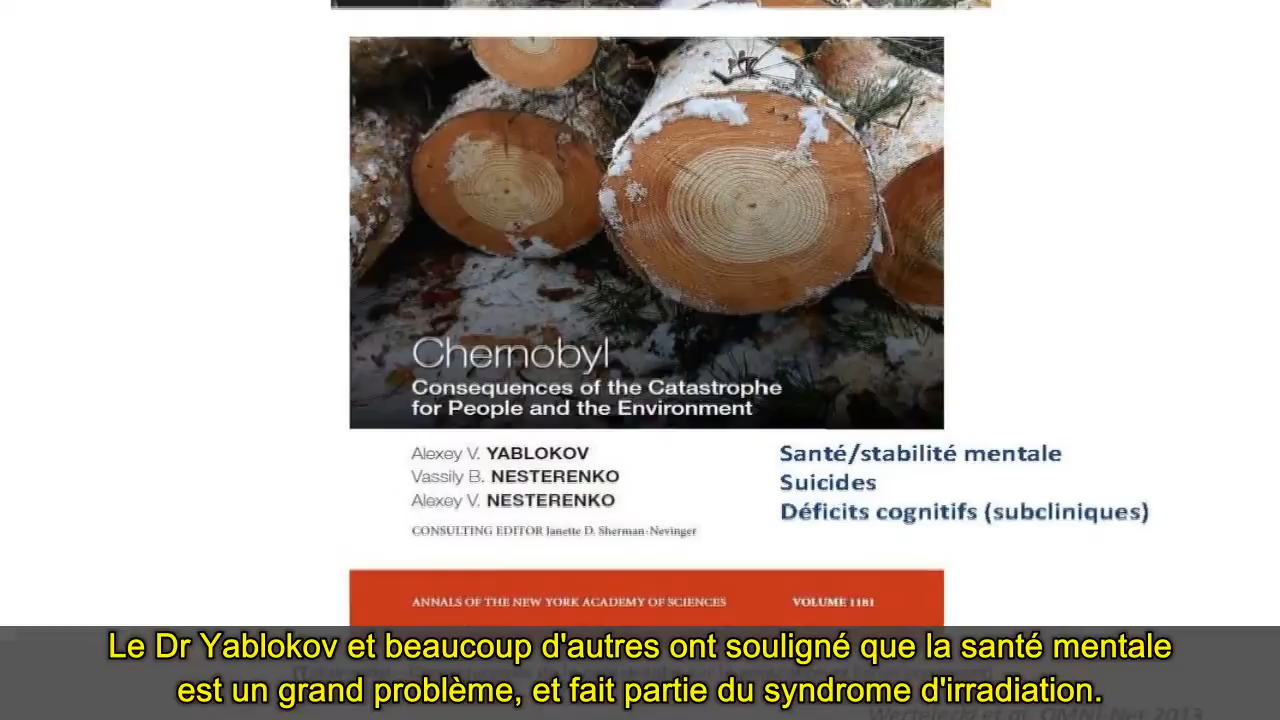 Chernobyl
Consequences of the Catastrophe
for People and the Environment
Alexey V. YABLOKOV
Vassily B. NESTERENKO
Alexey V. NESTERENKO
CONSULTING EDITOR Janette D. Sherman-Nevinger
Santé/stabilité mentale
Suicides
Déficits cognitifs (subcliniques)
ANNALS OF THE NEW YORK ACADEMY OF SCIENCES VOLUME 1181
Le Dr Yablokov et beaucoup d'autres ont souligné que la santé mentale
est un grand problème, et fait partie du syndrome d'irradiation.